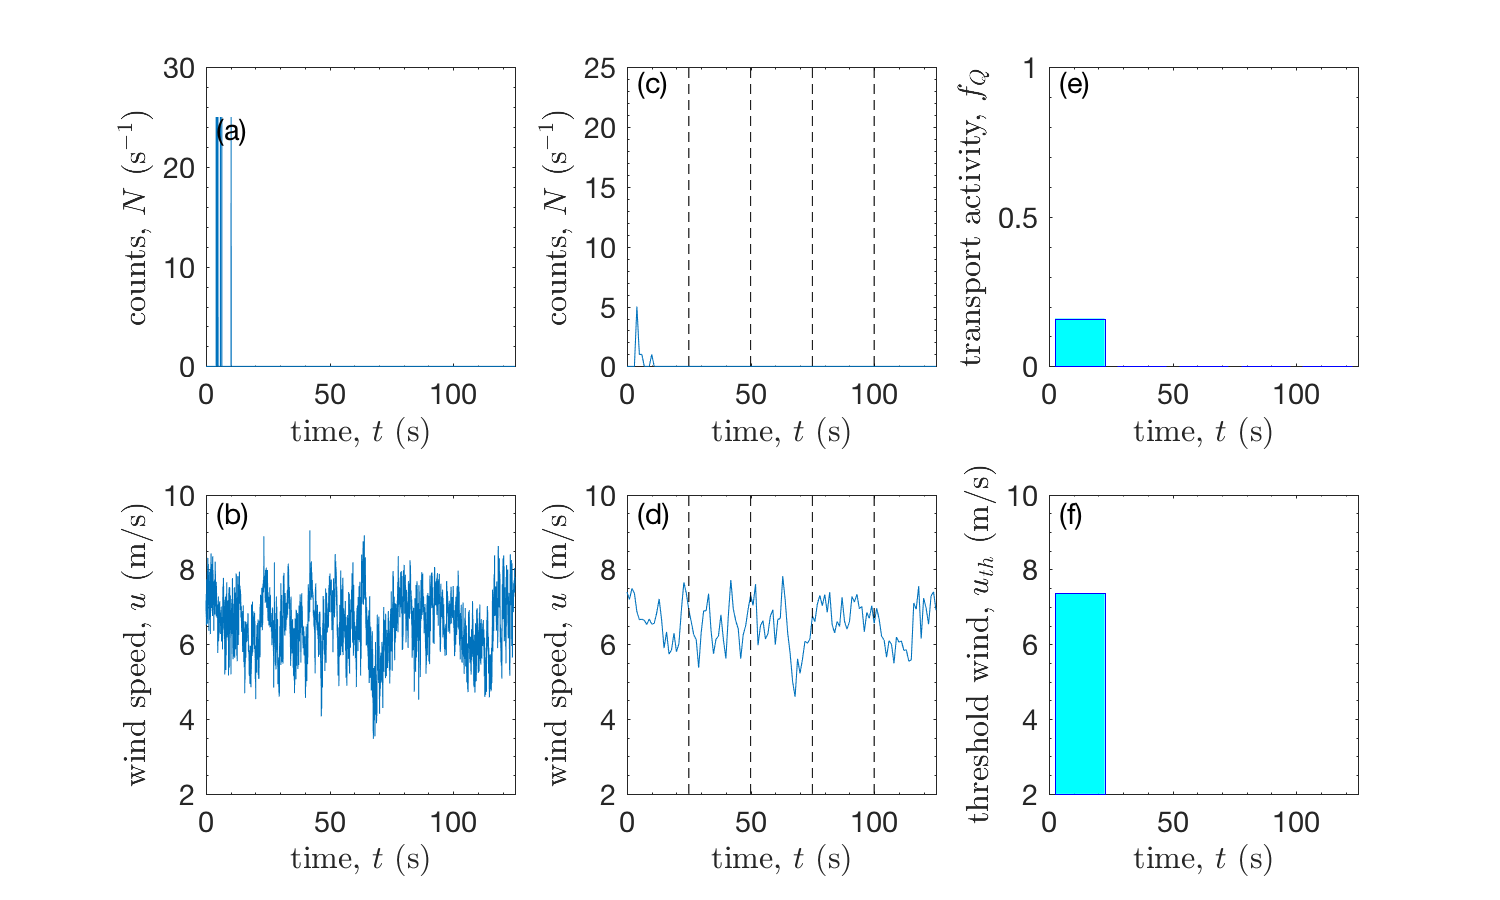 (a)
30
20
10
0
0 50 100
counts, N (s⁻¹)
time, t (s)
(c)
25
20
15
10
5
0
0 50 100
counts, N (s⁻¹)
time, t (s)
(e)
1
0.5
0
0 50 100
transport activity, f_Q
time, t (s)
(b)
10
8
6
4
2
0 50 100
wind speed, u (m/s)
time, t (s)
(d)
10
8
6
4
2
0 50 100
wind speed, u (m/s)
time, t (s)
(f)
10
8
6
4
2
0 50 100
threshold wind, u_th (m/s)
time, t (s)